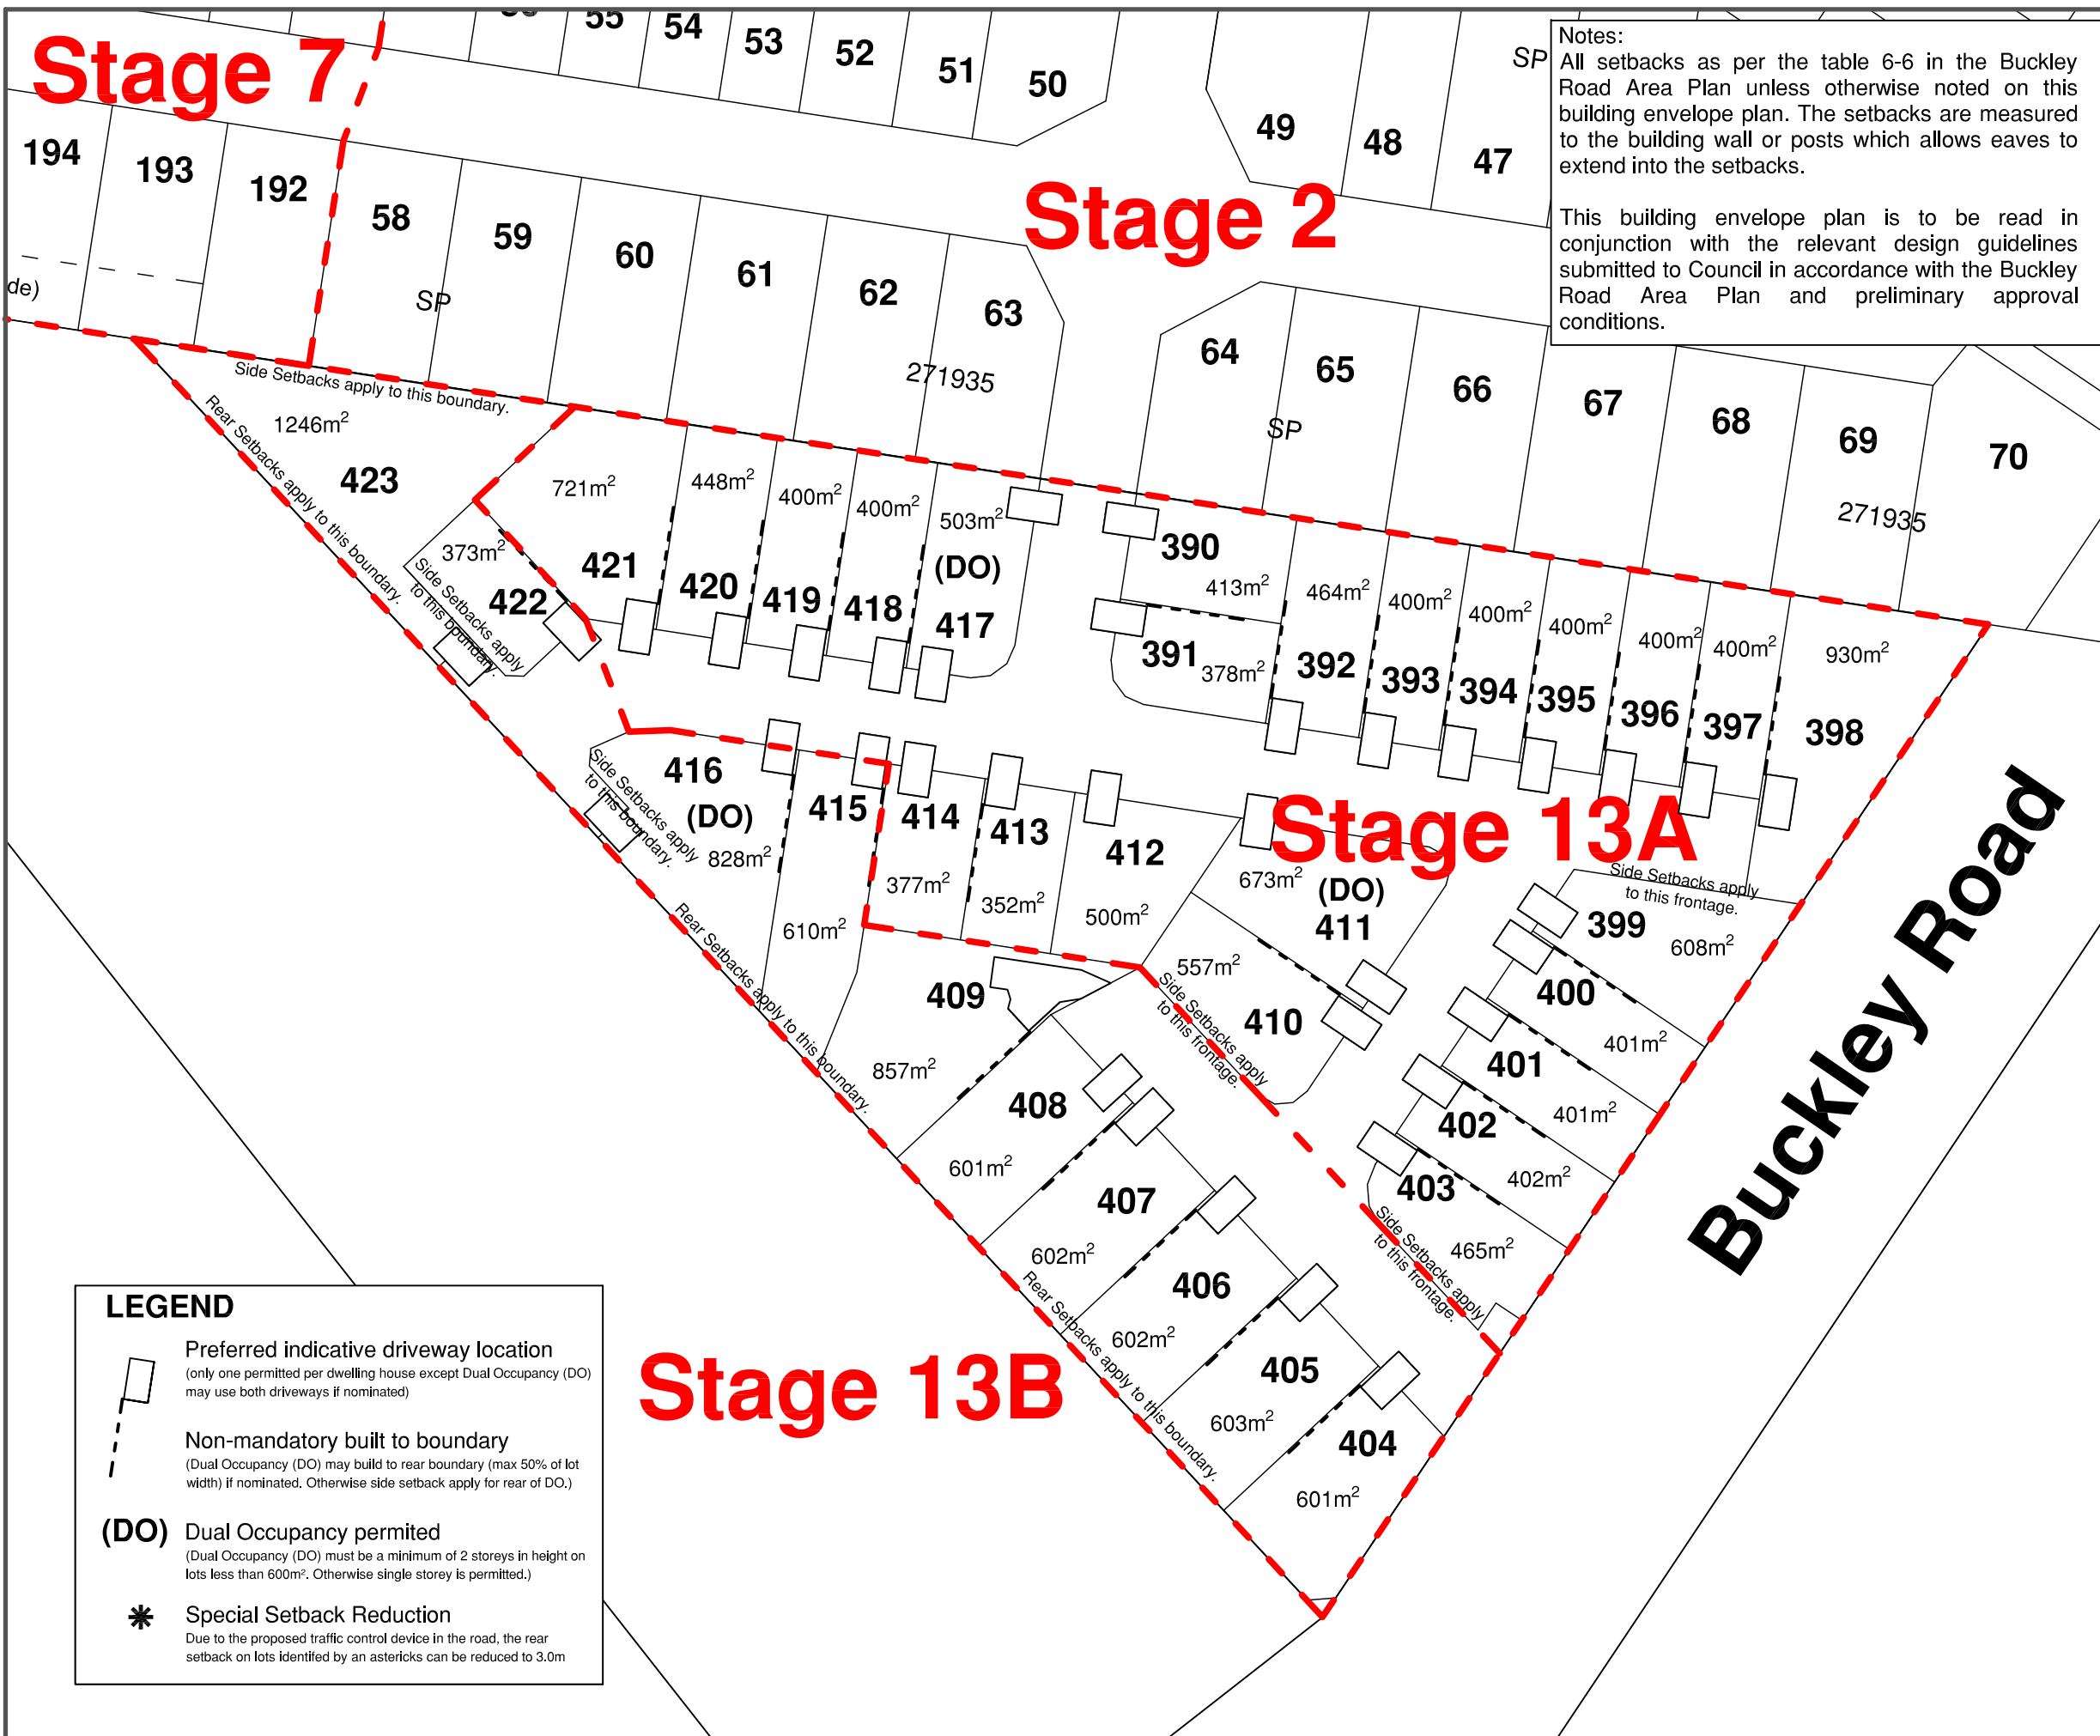 Stage 7
55
54
53
52
51
50
49
48
47
SP
Notes:
All setbacks as per the table 6-6 in the Buckley
Road Area Plan unless otherwise noted on this
building envelope plan. The setbacks are measured
to the building wall or posts which allows eaves to
extend into the setbacks.
This building envelope plan is to be read in
conjunction with the relevant design guidelines
submitted to Council in accordance with the Buckley
Road Area Plan and preliminary approval
conditions.
194
193
192
58
59
60
61
62
63
Stage 2
de)
SP
271935
64
65
66
67
68
69
70
SP
271935
Side Setbacks apply to this boundary.
1246m²
423
Rear Setbacks apply to this boundary.
721m²
421
448m²
420
400m²
419
400m²
418
503m²
(DO)
417
373m²
422
Side Setbacks apply
to this boundary.
390
413m²
391
378m²
464m²
392
400m²
393
400m²
394
400m²
395
400m²
396
400m²
397
930m²
398
416
(DO)
828m²
Side Setbacks apply
to this boundary.
415
610m²
414
377m²
413
352m²
412
500m²
Stage 13A
673m²
(DO)
411
557m²
410
Side Setbacks apply
to this frontage.
Side Setbacks apply
to this frontage.
399
608m²
400
401m²
401
401m²
402
402m²
403
465m²
Side Setbacks apply
to this frontage.
Buckley Road
Rear Setbacks apply to this boundary.
409
857m²
408
601m²
407
602m²
406
602m²
405
603m²
404
601m²
Rear Setbacks apply to this boundary.
Stage 13B
LEGEND
Preferred indicative driveway location
(only one permitted per dwelling house except Dual Occupancy (DO)
may use both driveways if nominated)
Non-mandatory built to boundary
(Dual Occupancy (DO) may build to rear boundary (max 50% of lot
width) if nominated. Otherwise side setback apply for rear of DO.)
(DO) Dual Occupancy permited
(Dual Occupancy (DO) must be a minimum of 2 storeys in height on
lots less than 600m². Otherwise single storey is permitted.)
Special Setback Reduction
Due to the proposed traffic control device in the road, the rear
setback on lots identifed by an astericks can be reduced to 3.0m